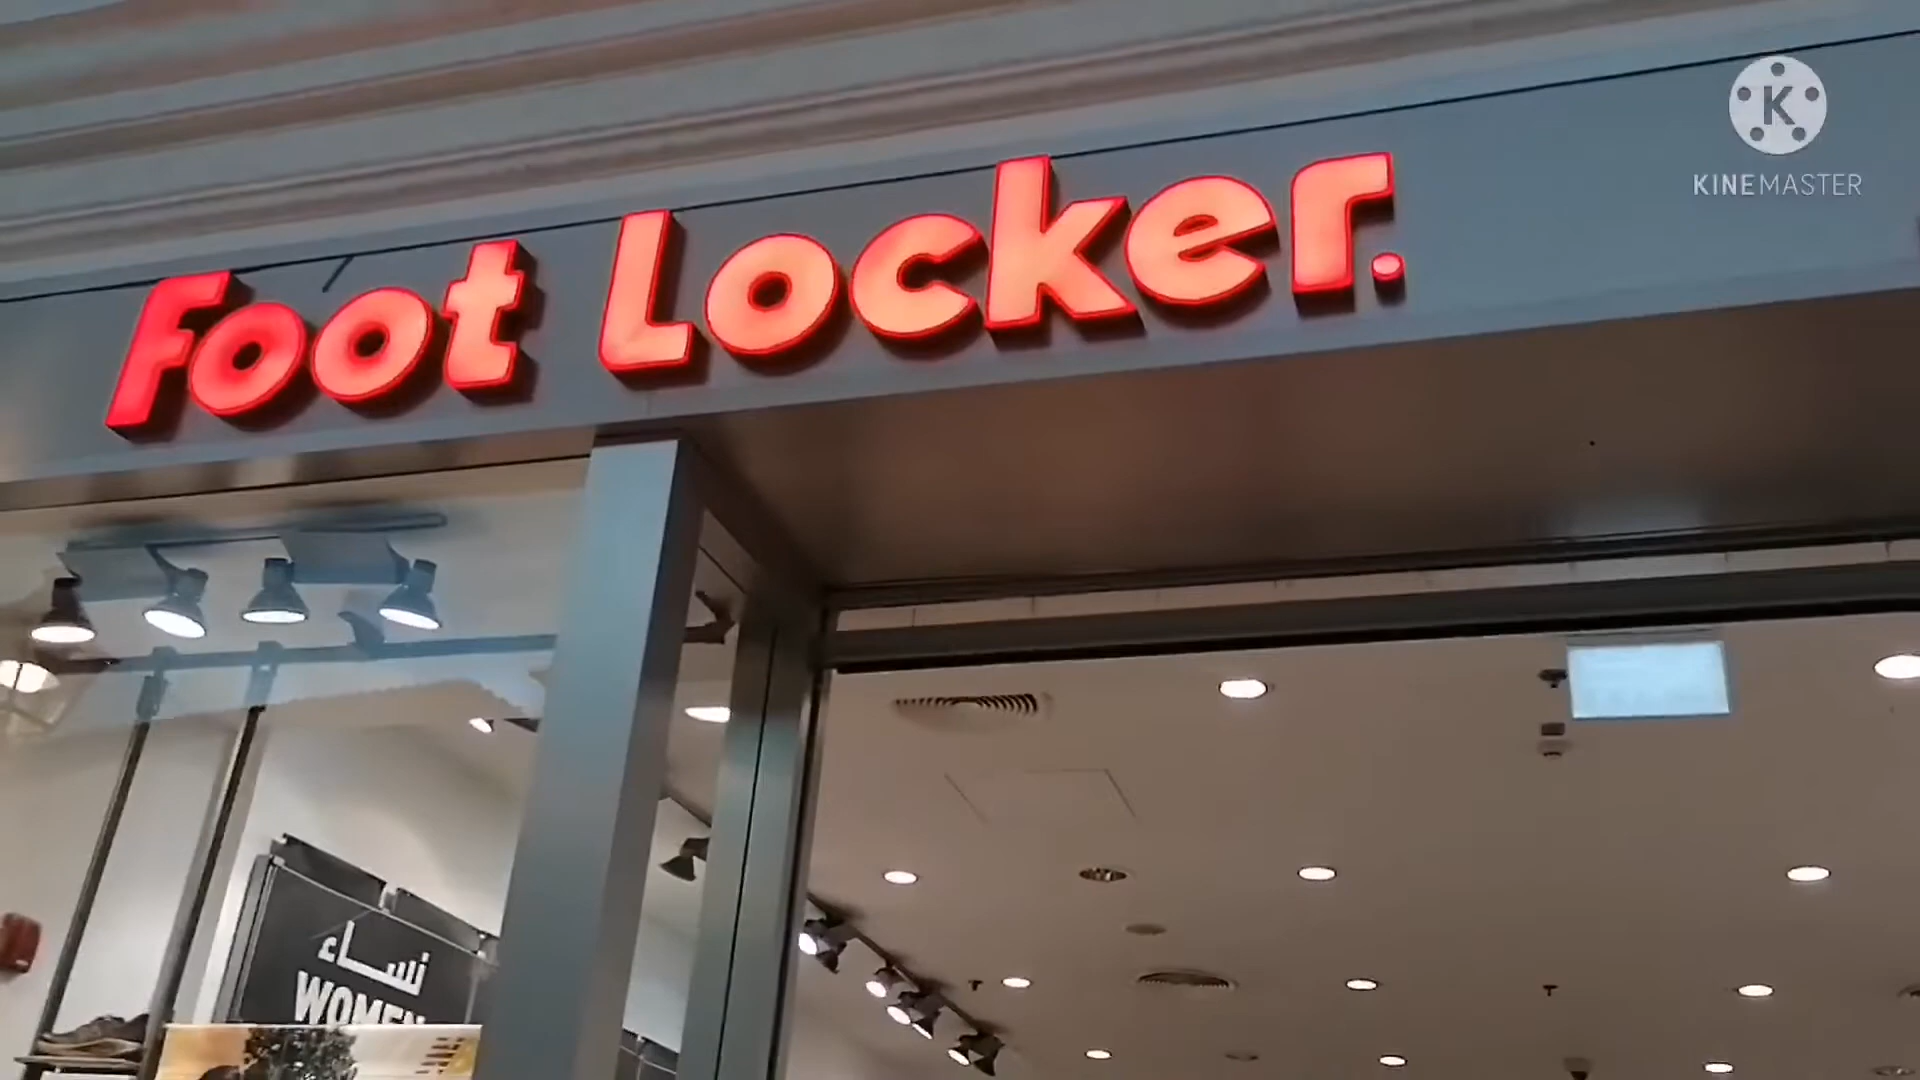 Foot Locker.
K
KINEMASTER
نساء
WOMEN